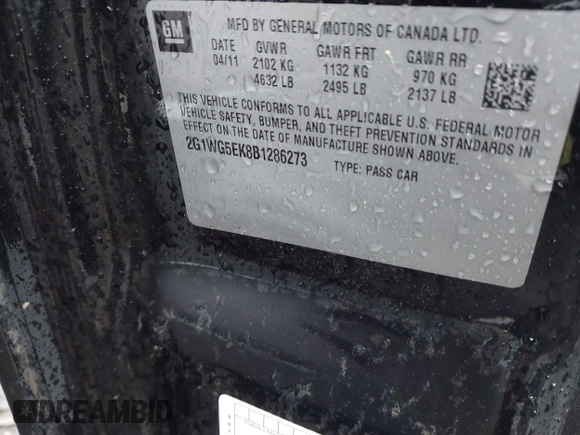 GM
MFD BY GENERAL MOTORS OF CANADA LTD.
DATE GVWR GAWR FRT GAWR RR
04/11 2102 KG 1132 KG 970 KG
4632 LB 2495 LB 2137 LB
THIS VEHICLE CONFORMS TO ALL APPLICABLE U.S. FEDERAL MOTOR
VEHICLE SAFETY, BUMPER, AND THEFT PREVENTION STANDARDS IN
EFFECT ON THE DATE OF MANUFACTURE SHOWN ABOVE.
2G1WG5EK8B1286273 TYPE: PASS CAR
DREAMBID